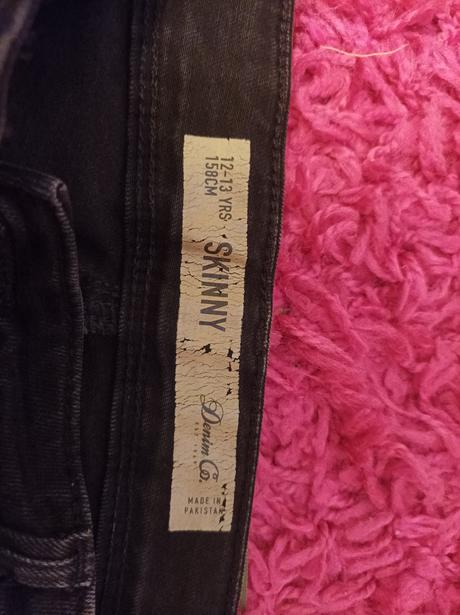 12-13 YRS
158CM
SKINNY
Denim Co.
MADE IN
PAKISTAN